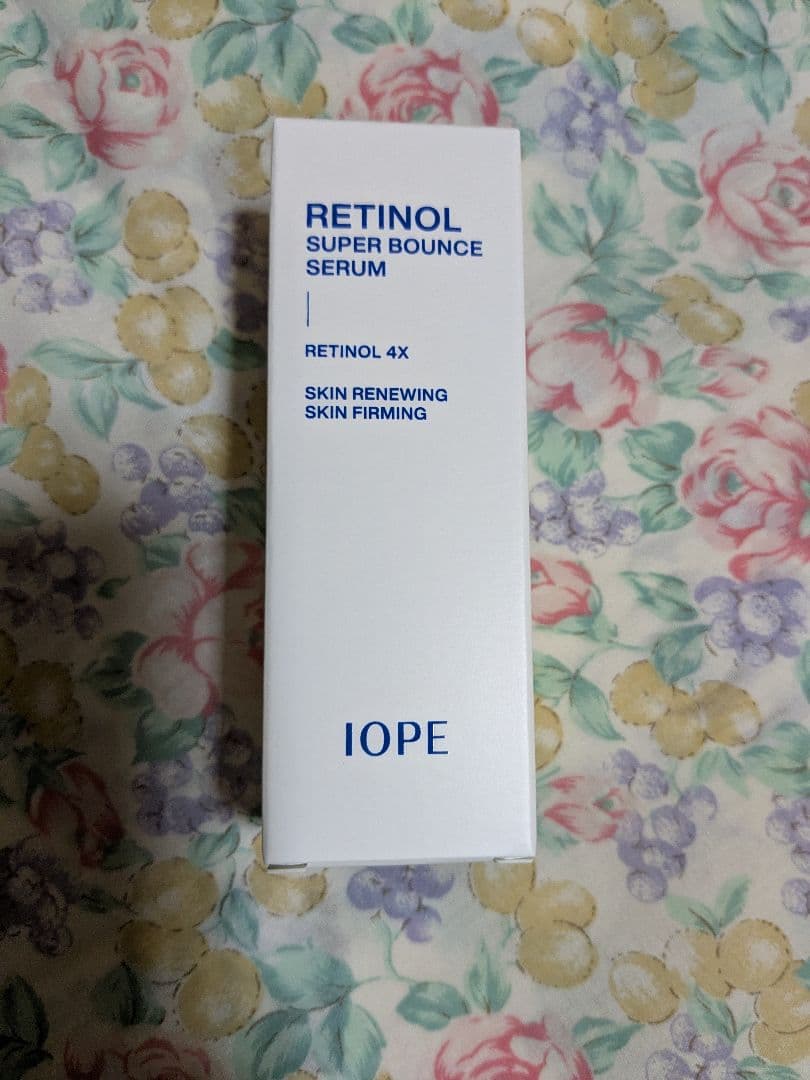 RETINOL
SUPER BOUNCE
SERUM
RETINOL 4X
SKIN RENEWING
SKIN FIRMING
IOPE